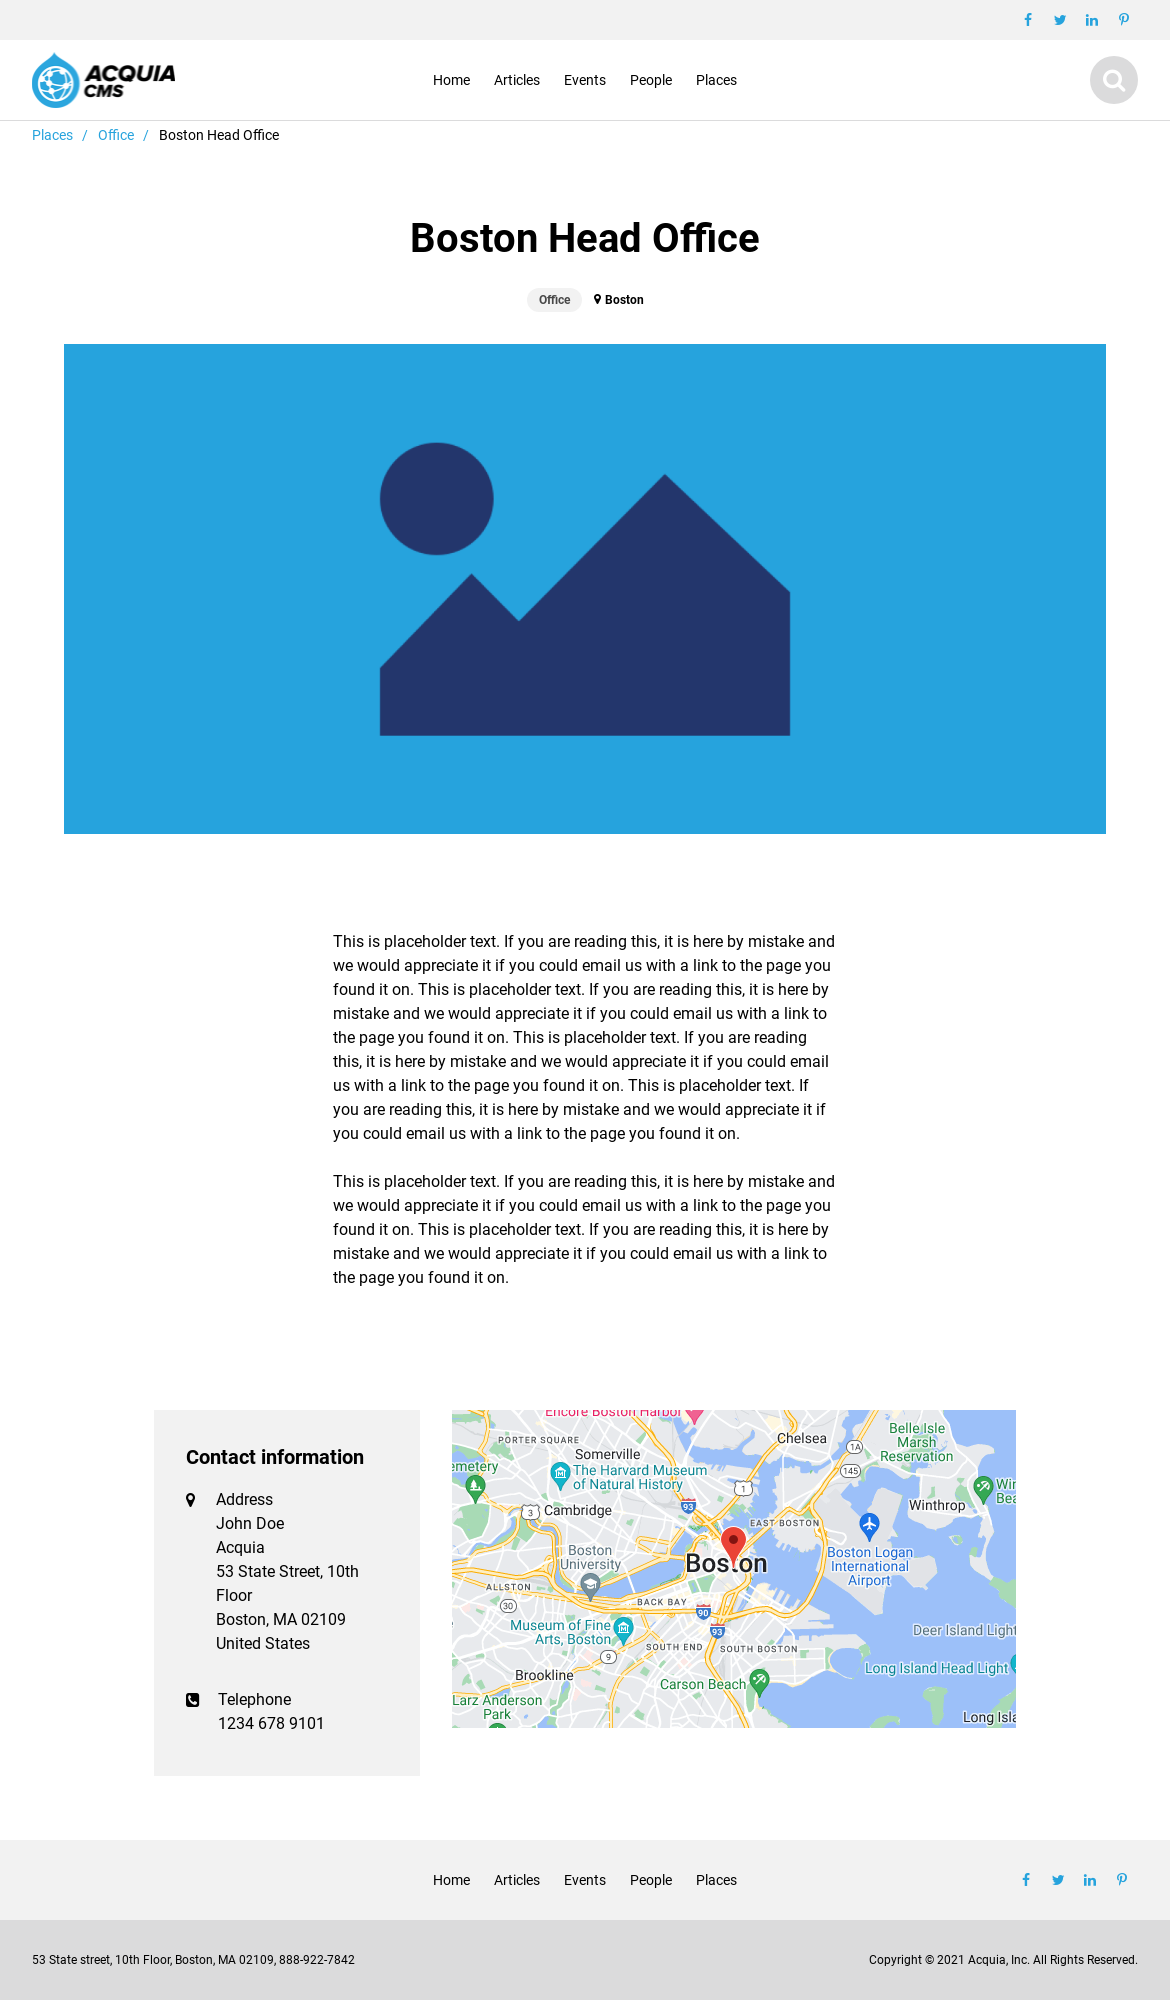 ACQUIA
CMS
Home Articles Events People Places
Places / Office / Boston Head Office
Boston Head Office
Office Boston
This is placeholder text. If you are reading this, it is here by mistake and
we would appreciate it if you could email us with a link to the page you
found it on. This is placeholder text. If you are reading this, it is here by
mistake and we would appreciate it if you could email us with a link to
the page you found it on. This is placeholder text. If you are reading
this, it is here by mistake and we would appreciate it if you could email
us with a link to the page you found it on. This is placeholder text. If
you are reading this, it is here by mistake and we would appreciate it if
you could email us with a link to the page you found it on.
This is placeholder text. If you are reading this, it is here by mistake and
we would appreciate it if you could email us with a link to the page you
found it on. This is placeholder text. If you are reading this, it is here by
mistake and we would appreciate it if you could email us with a link to
the page you found it on.
Contact information
Address
John Doe
Acquia
53 State Street, 10th
Floor
Boston, MA 02109
United States
Telephone
1234 678 9101
Encore Boston Harbor
PORTER SQUARE
Somerville
Chelsea
1A
Belle Isle
Marsh
Reservation
emetery
The Harvard Museum
of Natural History
145
1
93
Winthrop
Win
Bea
3
Cambridge
EAST BOSTON
Boston
University
Boston
Boston Logan
International
Airport
ALLSTON
30
BACK BAY
90
Museum of Fine
Arts, Boston
93
9
SOUTH END
SOUTH BOSTON
Deer Island Light
Brookline
Carson Beach
Long Island Head Light
Larz Anderson
Park
Long Isla
Home Articles Events People Places
53 State street, 10th Floor, Boston, MA 02109, 888-922-7842
Copyright © 2021 Acquia, Inc. All Rights Reserved.